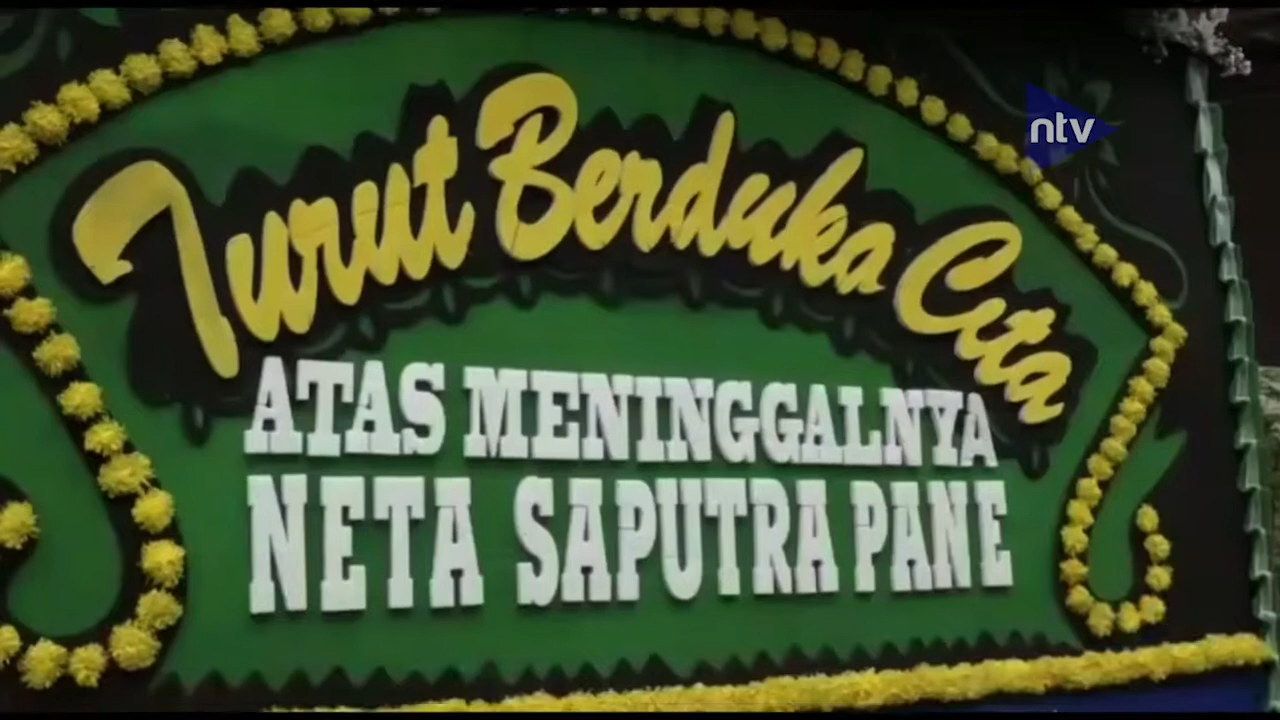 ntv
Turut Berduka Cita
ATAS MENINGGALNYA
NETA SAPUTRA PANE